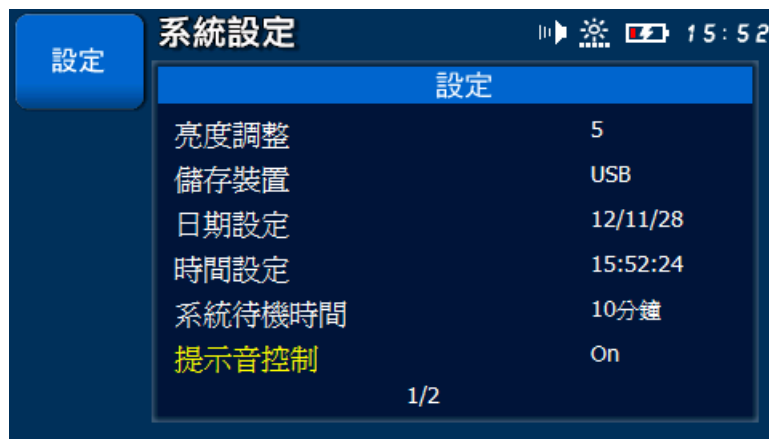 設定
系統設定
15:52
設定
亮度調整 5
儲存裝置 USB
日期設定 12/11/28
時間設定 15:52:24
系統待機時間 10分鐘
提示音控制 On
1/2